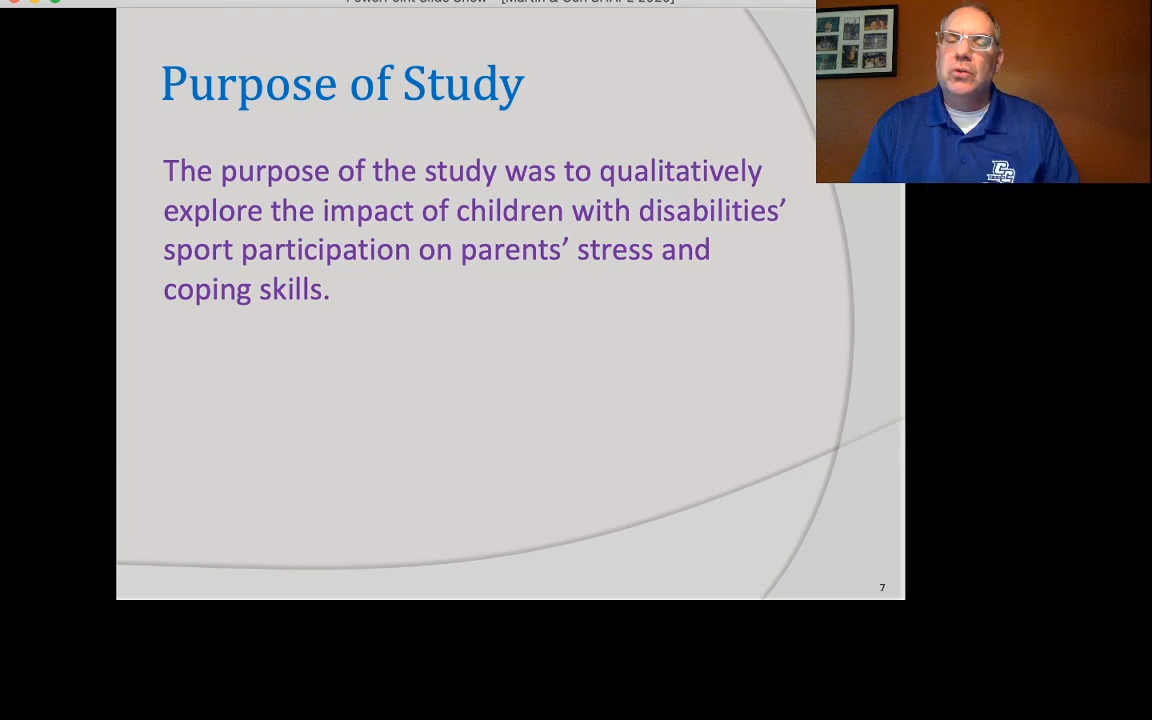 Purpose of Study
The purpose of the study was to qualitatively
explore the impact of children with disabilities’
sport participation on parents’ stress and
coping skills.
7